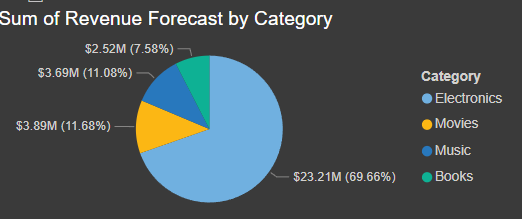 Sum of Revenue Forecast by Category
$2.52M (7.58%)
$3.69M (11.08%)
$3.89M (11.68%)
$23.21M (69.66%)
Category
Electronics
Movies
Music
Books